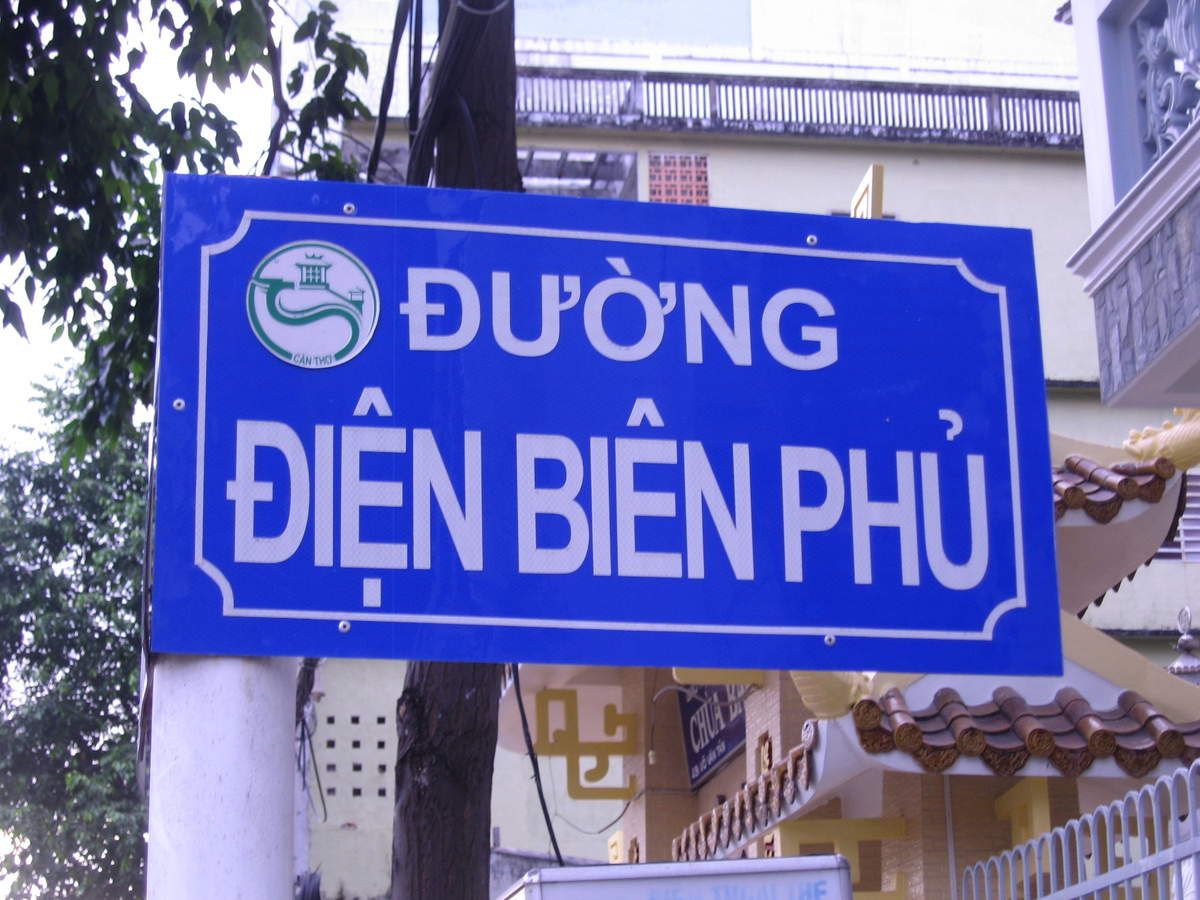 ĐƯỜNG
CẦN THƠ
ĐIỆN BIÊN PHỦ
CHÙA